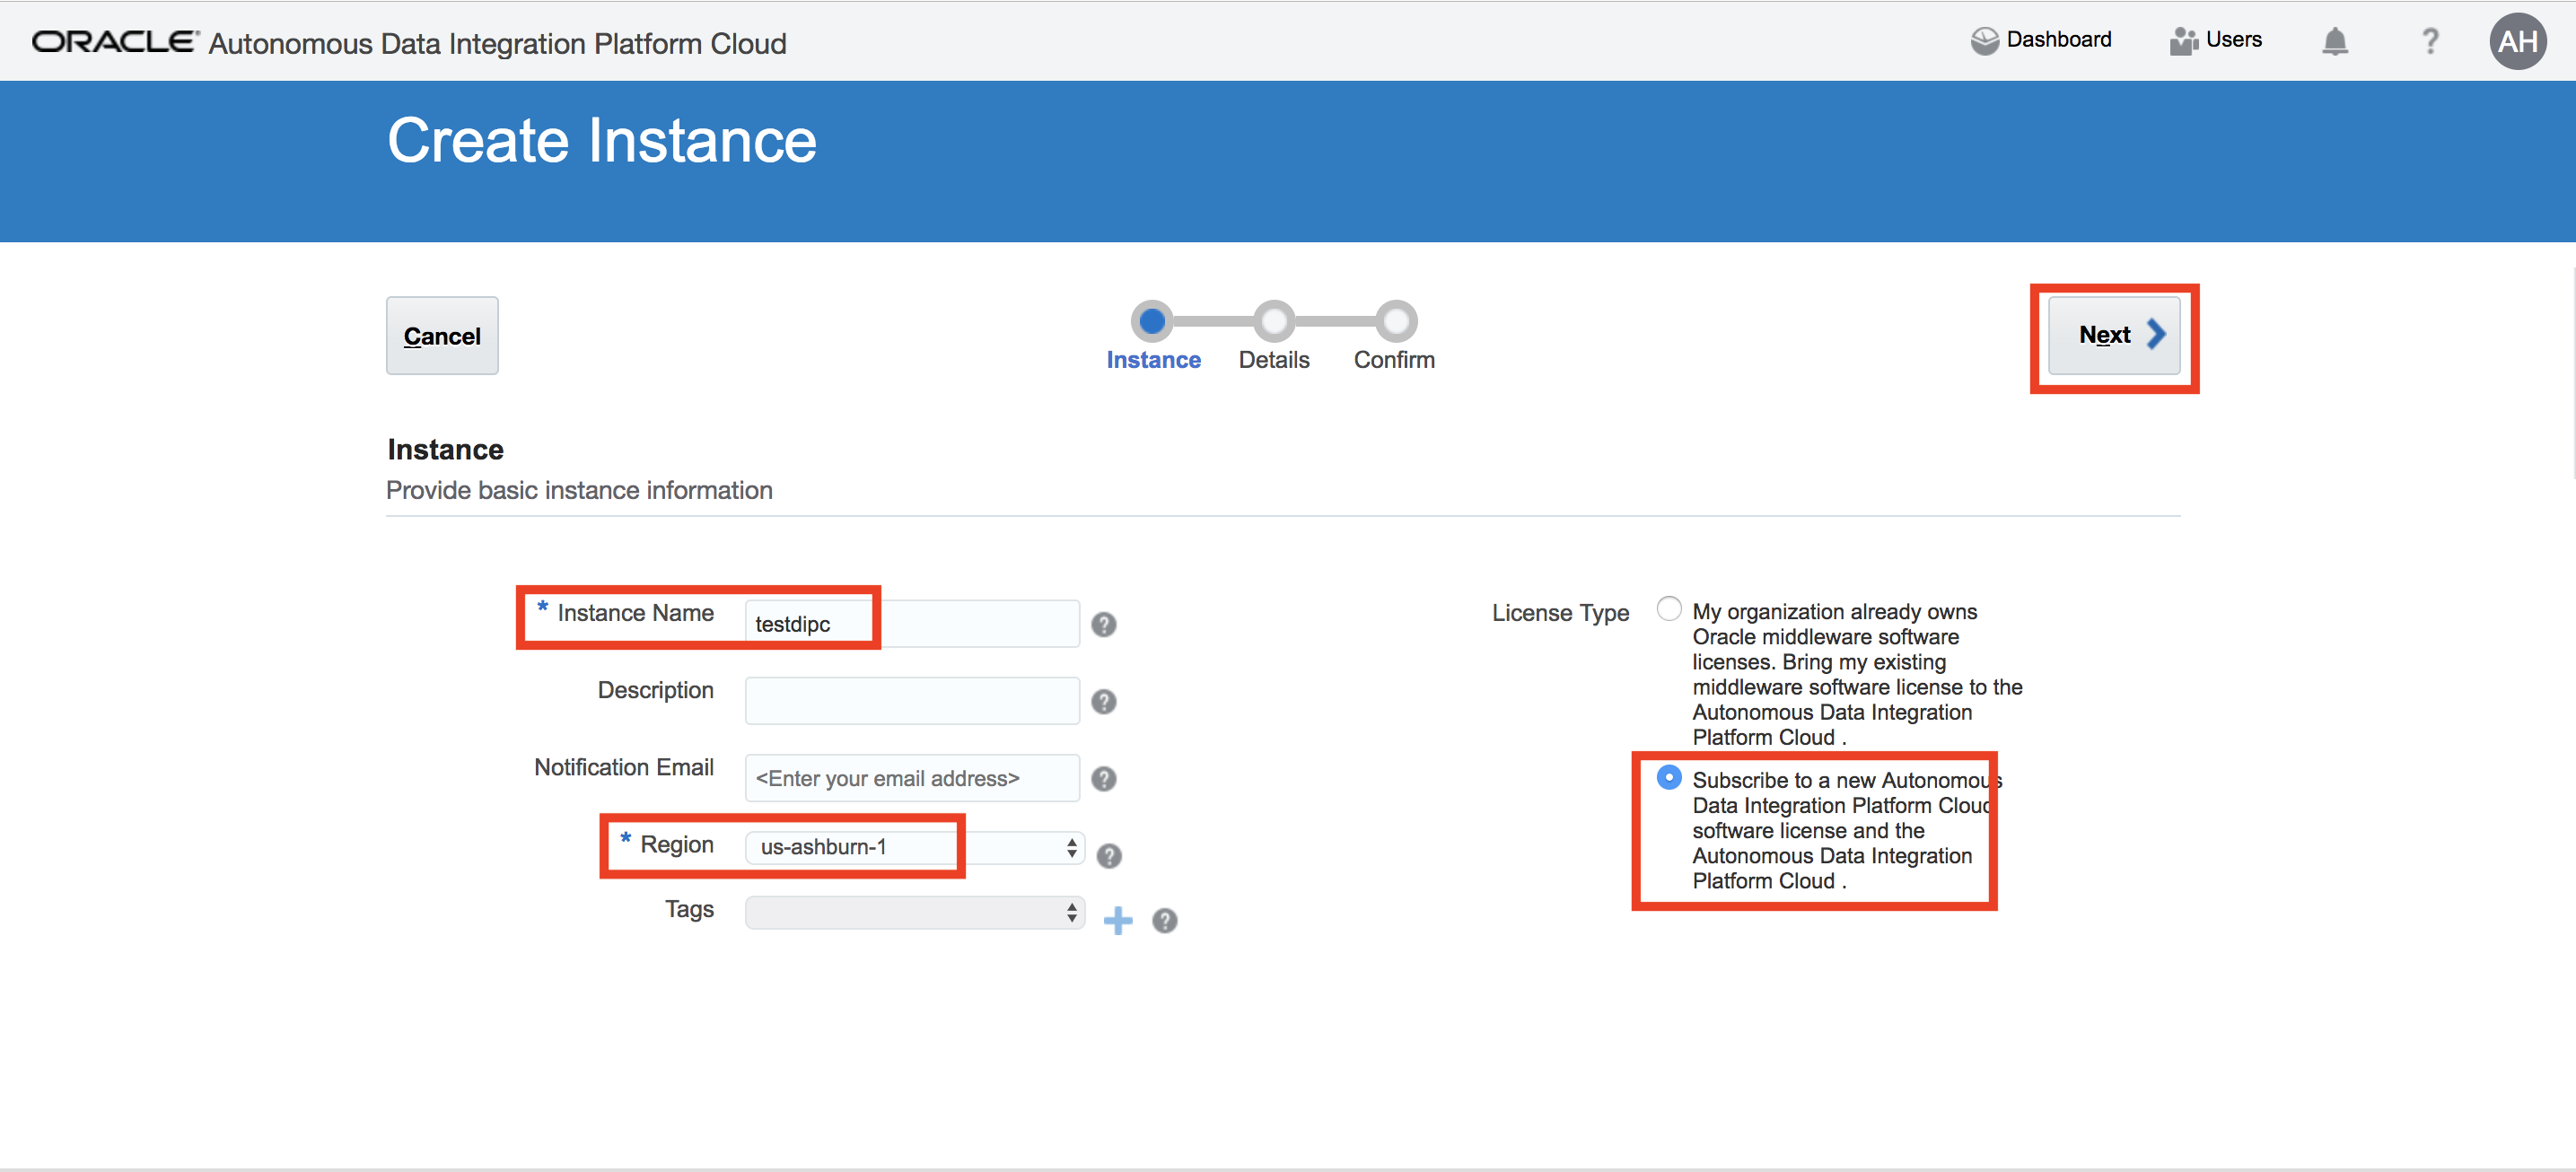 ORACLE® Autonomous Data Integration Platform Cloud
Dashboard
Users
?
AH
Create Instance
Cancel
Instance
Details
Confirm
Next
Instance
Provide basic instance information
* Instance Name
testdipc
?
Description
?
Notification Email
<Enter your email address>
?
* Region
us-ashburn-1
?
Tags
?
License Type
My organization already owns
Oracle middleware software
licenses. Bring my existing
middleware software license to the
Autonomous Data Integration
Platform Cloud .
Subscribe to a new Autonomous
Data Integration Platform Cloud
software license and the
Autonomous Data Integration
Platform Cloud .